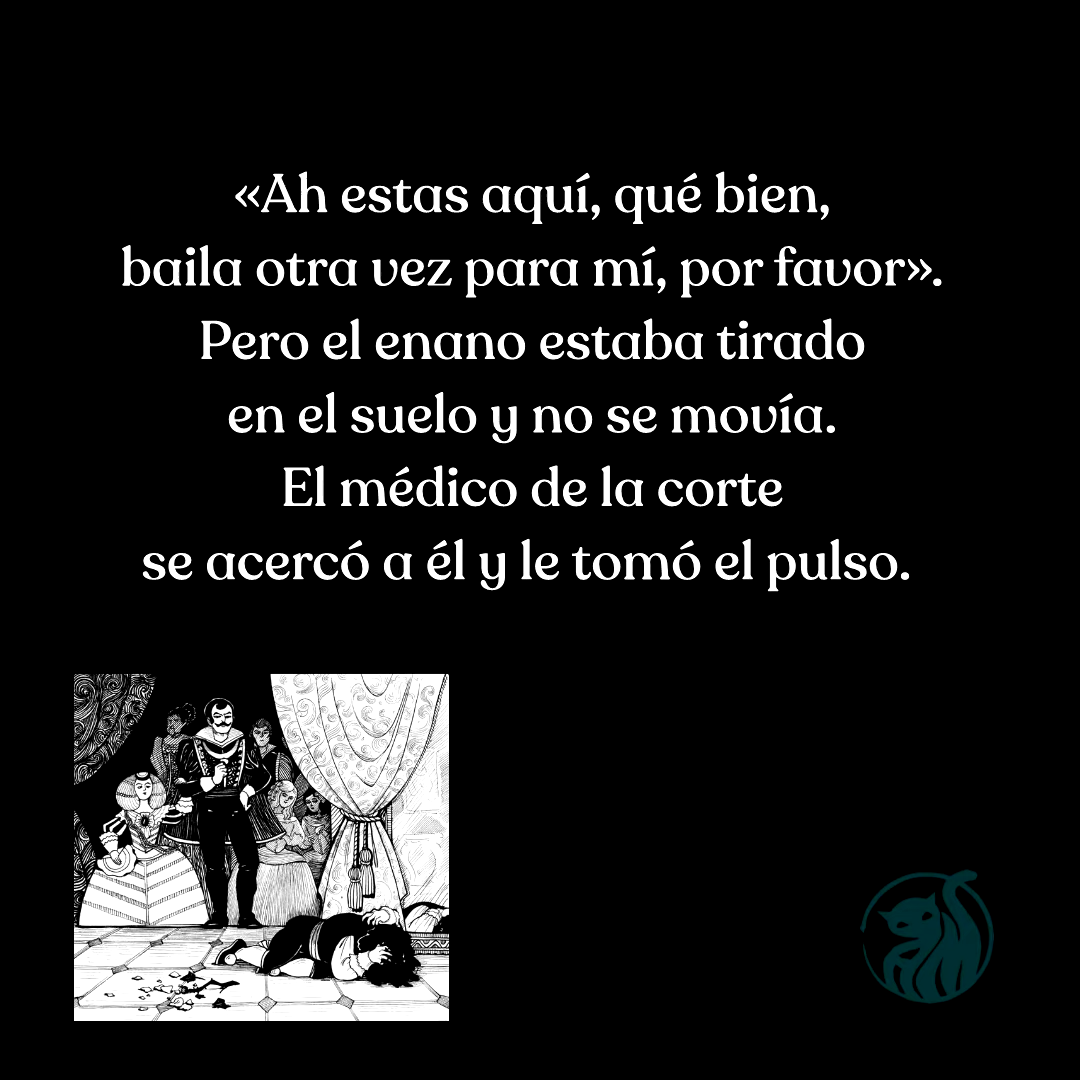 «Ah estas aquí, qué bien,
baila otra vez para mí, por favor».
Pero el enano estaba tirado
en el suelo y no se movía.
El médico de la corte
se acercó a él y le tomó el pulso.